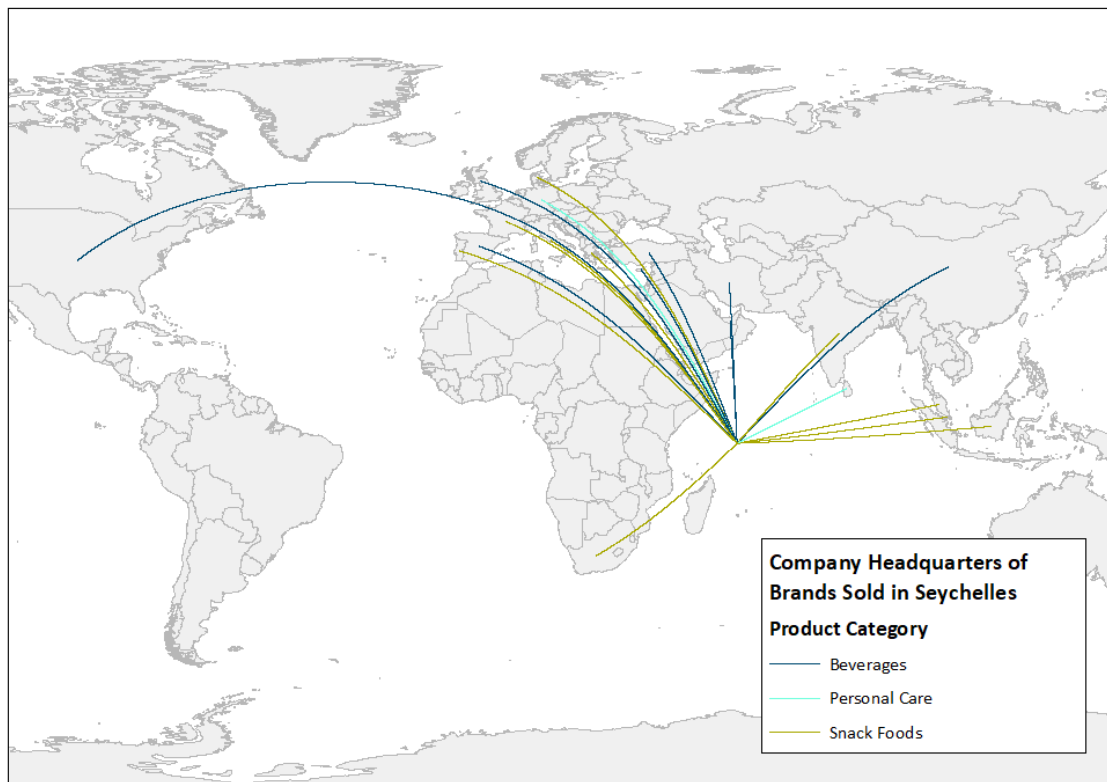 Company Headquarters of
Brands Sold in Seychelles
Product Category
Beverages
Personal Care
Snack Foods